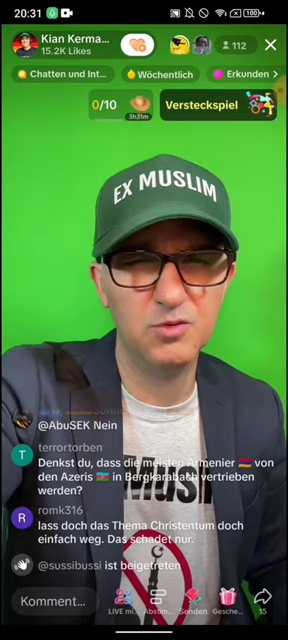 20:31
Kian Kerma...
15.2K Likes
112
Chatten und Int...
Wöchentlich
Erkunden
0/10
3h31m
Versteckspiel
EX MUSLIM
@AbuSEK Nein
T
terrortorben
Denkst du, dass die meisten Armenier 🇦🇲 von
den Azeris 🇦🇿 in Bergkarabach vertrieben
werden?
R
romk316
lass doch das Thema Christentum doch
einfach weg. Das schadet nur.
@sussibussi ist beigetreten
Komment...
LIVE mi...
Abstim...
Senden
Gesche...
15